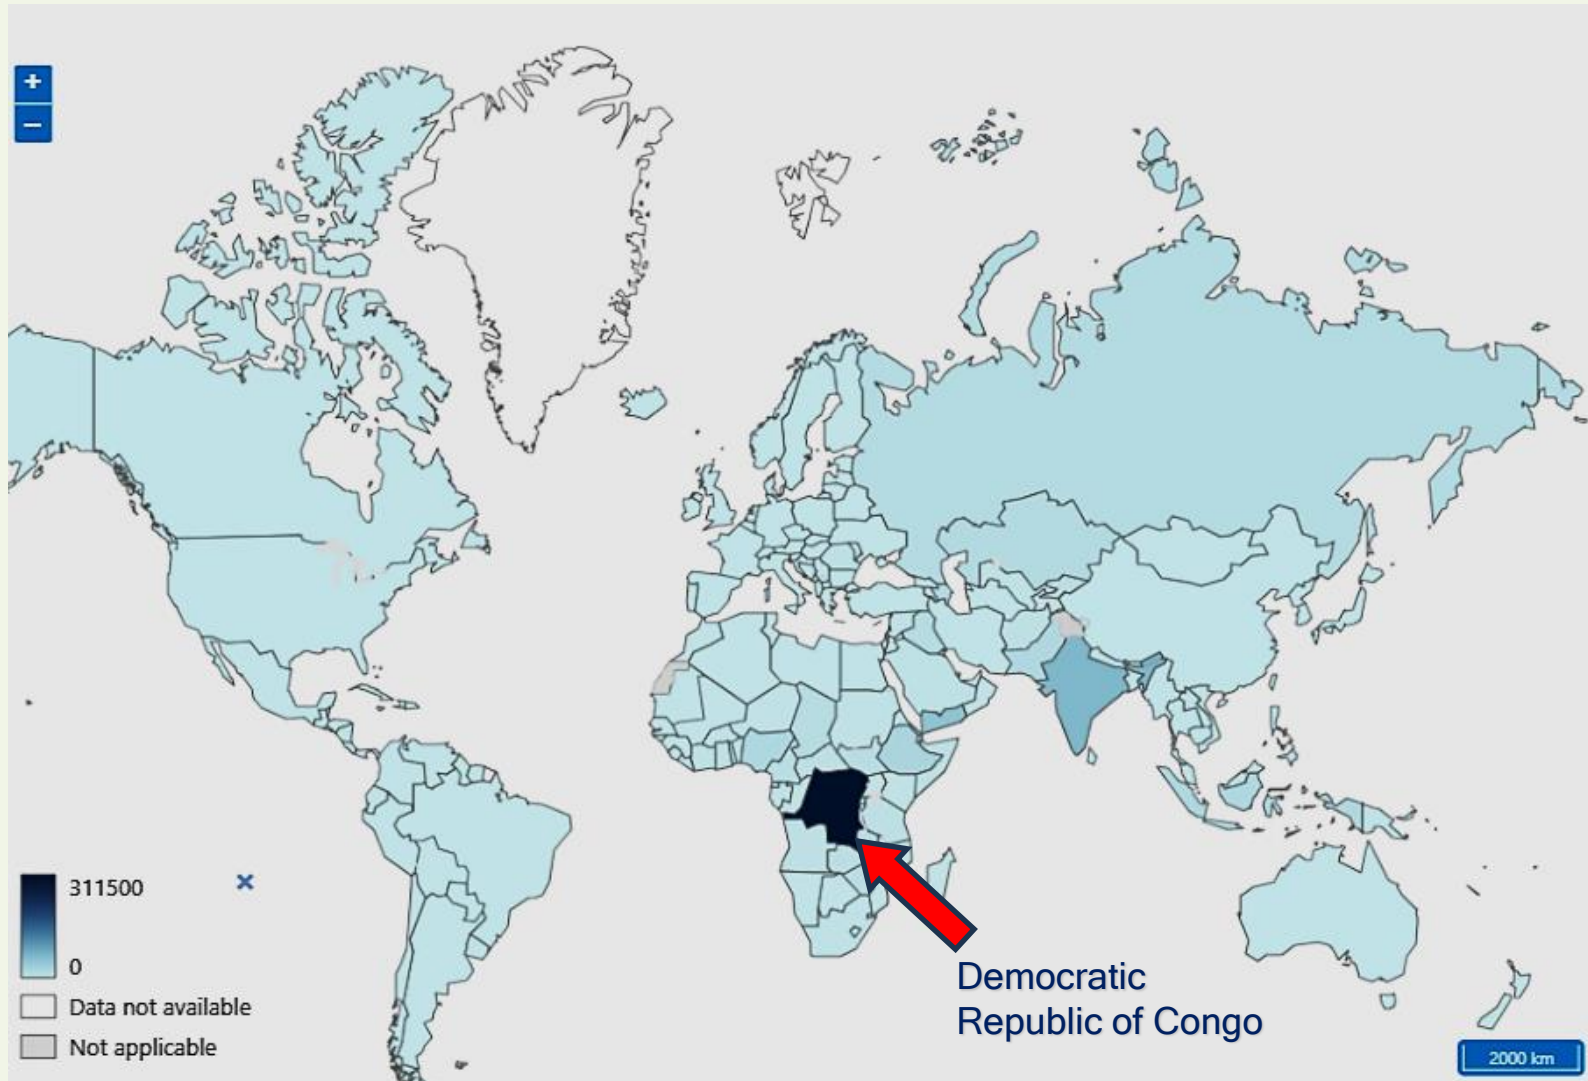 +
−
311500
0
Data not available
Not applicable
Democratic
Republic of Congo
2000 km